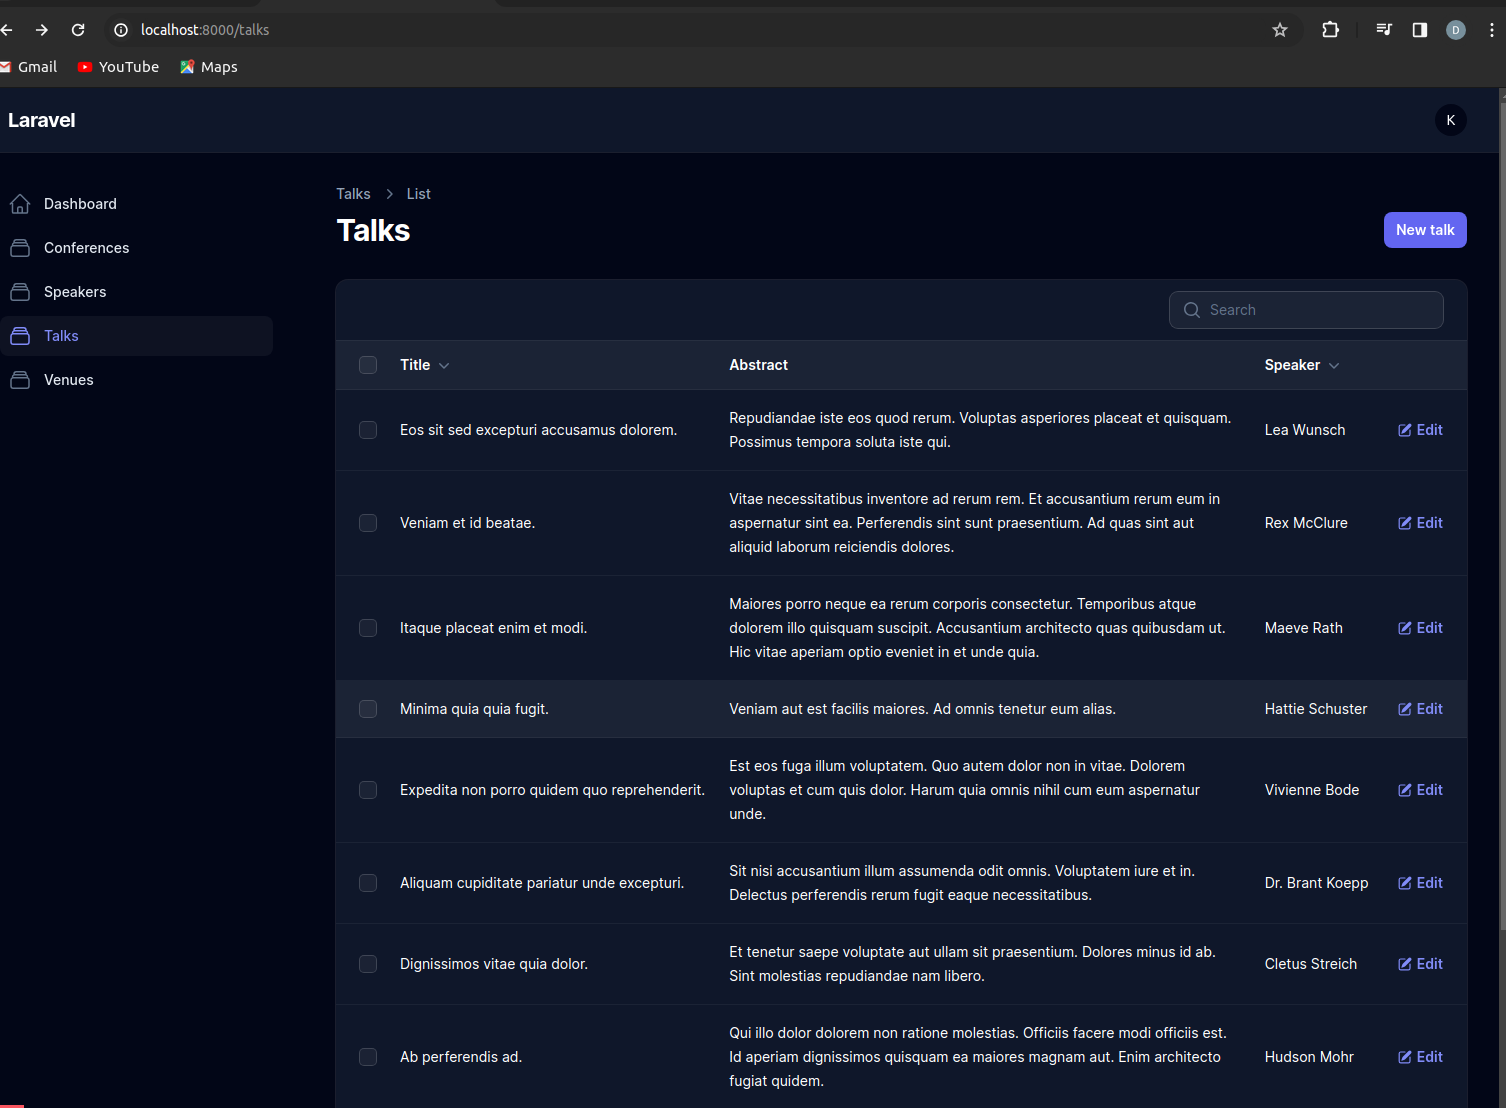 localhost:8000/talks
D
Gmail YouTube Maps
Laravel
K
Dashboard
Conferences
Speakers
Talks
Venues
Talks > List
Talks
New talk
Search
Title Abstract Speaker
Eos sit sed excepturi accusamus dolorem.
Repudiandae iste eos quod rerum. Voluptas asperiores placeat et quisquam.
Possimus tempora soluta iste qui.
Lea Wunsch
Edit
Veniam et id beatae.
Vitae necessitatibus inventore ad rerum rem. Et accusantium rerum eum in
aspernatur sint ea. Perferendis sint sunt praesentium. Ad quas sint aut
aliquid laborum reiciendis dolores.
Rex McClure
Edit
Itaque placeat enim et modi.
Maiores porro neque ea rerum corporis consectetur. Temporibus atque
dolorem illo quisquam suscipit. Accusantium architecto quas quibusdam ut.
Hic vitae aperiam optio eveniet in et unde quia.
Maeve Rath
Edit
Minima quia quia fugit.
Veniam aut est facilis maiores. Ad omnis tenetur eum alias.
Hattie Schuster
Edit
Expedita non porro quidem quo reprehenderit.
Est eos fuga illum voluptatem. Quo autem dolor non in vitae. Dolorem
voluptas et cum quis dolor. Harum quia omnis nihil cum eum aspernatur
unde.
Vivienne Bode
Edit
Aliquam cupiditate pariatur unde excepturi.
Sit nisi accusantium illum assumenda odit omnis. Voluptatem iure et in.
Delectus perferendis rerum fugit eaque necessitatibus.
Dr. Brant Koepp
Edit
Dignissimos vitae quia dolor.
Et tenetur saepe voluptate aut ullam sit praesentium. Dolores minus id ab.
Sint molestias repudiandae nam libero.
Cletus Streich
Edit
Ab perferendis ad.
Qui illo dolor dolorem non ratione molestias. Officiis facere modi officiis est.
Id aperiam dignissimos quisquam ea maiores magnam aut. Enim architecto
fugiat quidem.
Hudson Mohr
Edit